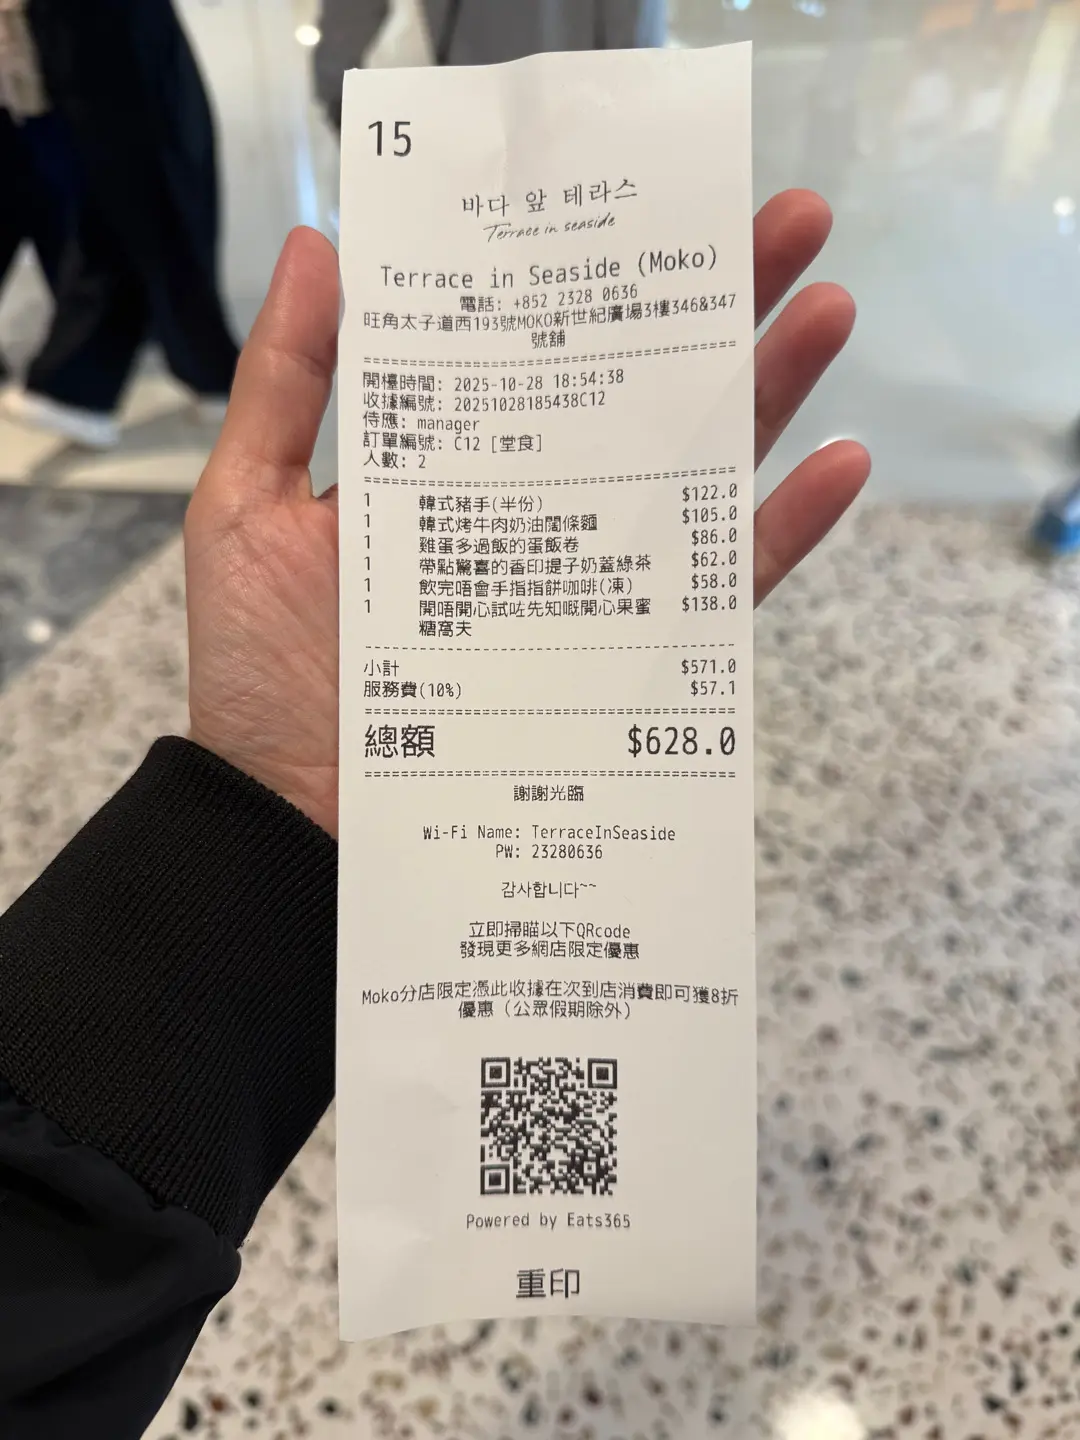 15
바다 앞 테라스
Terrace in seaside
Terrace in Seaside (Moko)
電話: +852 2328 0636
旺角太子道西193號MOKO新世紀廣場3樓346&347
號舖
開檯時間: 2025-10-28 18:54:38
收據編號: 20251028185438C12
侍應: manager
訂單編號: C12 [堂食]
人數: 2
1 韓式豬手(半份) $122.0
1 韓式烤牛肉奶油闊條麵 $105.0
1 雞蛋多過飯的蛋飯卷 $86.0
1 帶點驚喜的香印提子奶蓋綠茶 $62.0
1 飲完唔會手指指餅咖啡(凍) $58.0
1 開唔開心試咗先知嘅開心果蜜 $138.0
糖窩夫
小計 $571.0
服務費(10%) $57.1
總額 $628.0
謝謝光臨
Wi-Fi Name: TerraceInSeaside
PW: 23280636
감사합니다~~
立即掃瞄以下QRcode
發現更多網店限定優惠
Moko分店限定憑此收據在次到店消費即可獲8折
優惠（公眾假期除外）
Powered by Eats365
重印